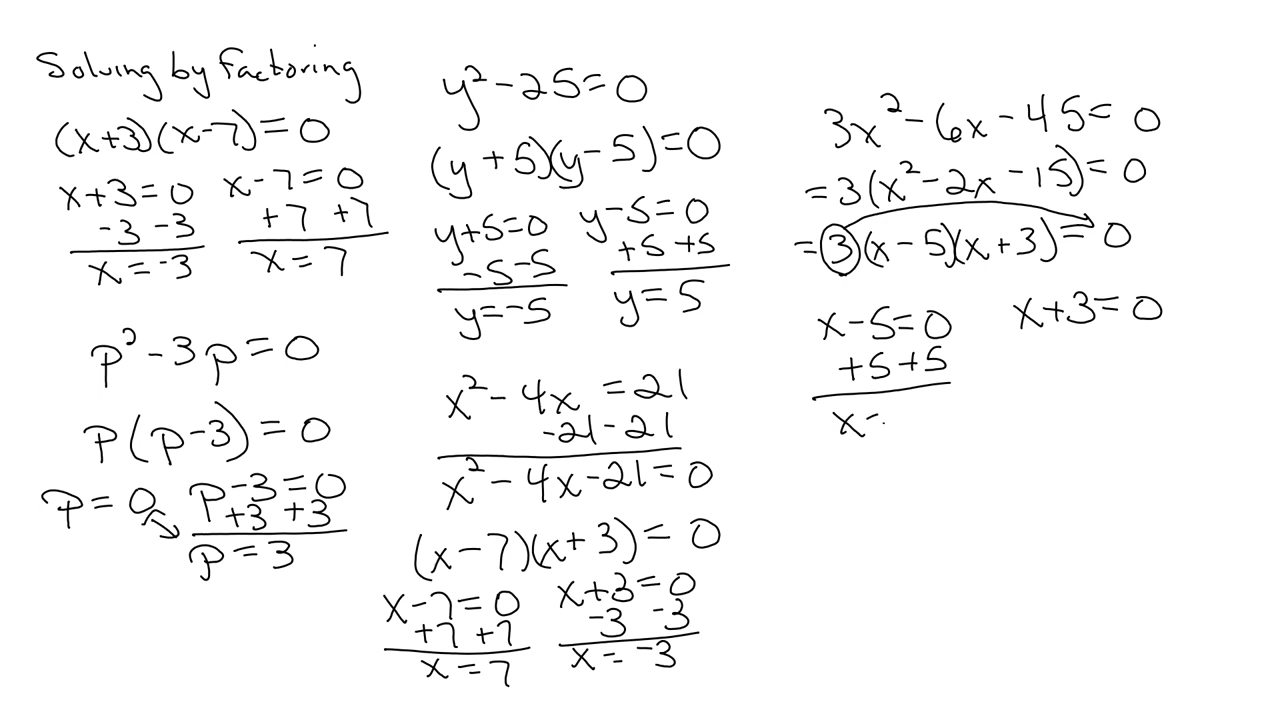 Solving by Factoring
(x+3)(x-7)=0
x+3=0 x-7=0
-3 -3 +7 +7
x=-3 x=7
p²-3p=0
p(p-3)=0
p=0 p-3=0
+3 +3
p=3
y²-25=0
(y+5)(y-5)=0
y+5=0 y-5=0
-5-5 +5 +5
y=-5 y=5
x²-4x =21
-21-21
x²-4x-21=0
(x-7)(x+3)=0
x-7=0 x+3=0
+7 +7 -3 -3
x=7 x=-3
3x²-6x-45=0
=3(x²-2x-15)=0
=3(x-5)(x+3)=0
x-5=0 x+3=0
+5+5
x=